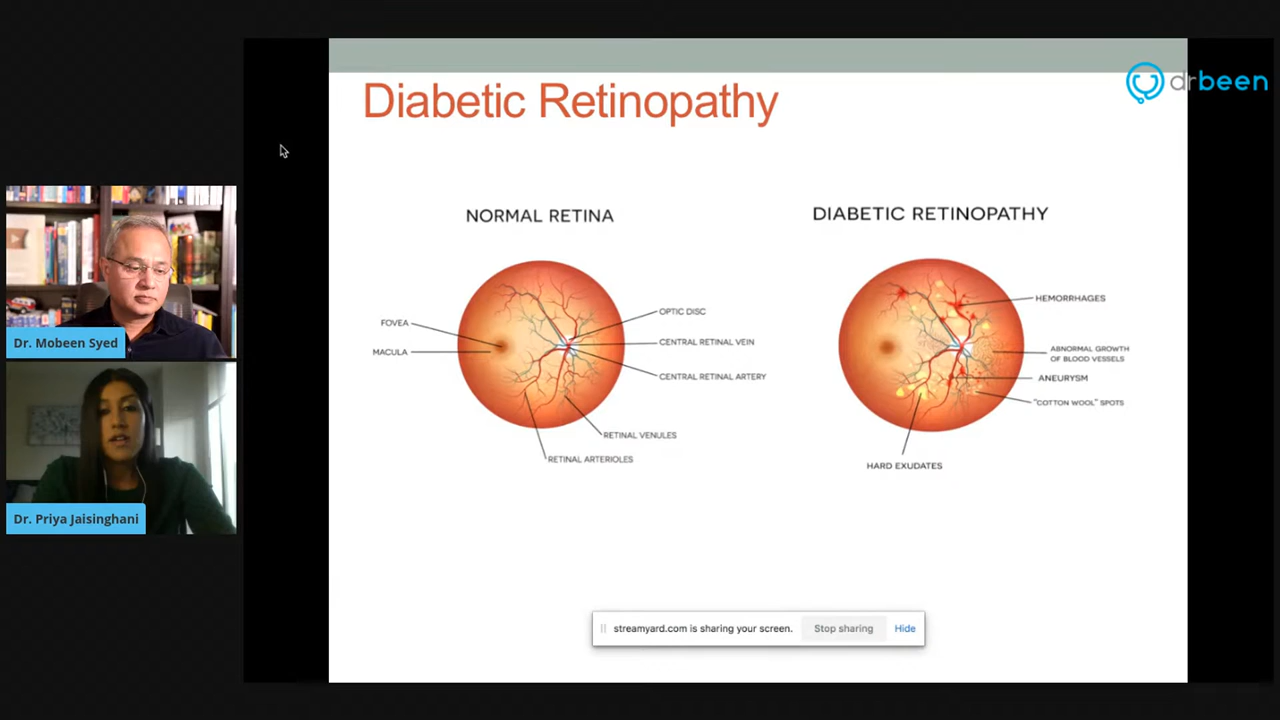 Diabetic Retinopathy
drbeen
NORMAL RETINA
FOVEA
MACULA
OPTIC DISC
CENTRAL RETINAL VEIN
CENTRAL RETINAL ARTERY
RETINAL VENULES
RETINAL ARTERIOLES
DIABETIC RETINOPATHY
HEMORRHAGES
ABNORMAL GROWTH
OF BLOOD VESSELS
ANEURYSM
"COTTON WOOL" SPOTS
HARD EXUDATES
Dr. Mobeen Syed
Dr. Priya Jaisinghani
streamyard.com is sharing your screen.
Stop sharing
Hide